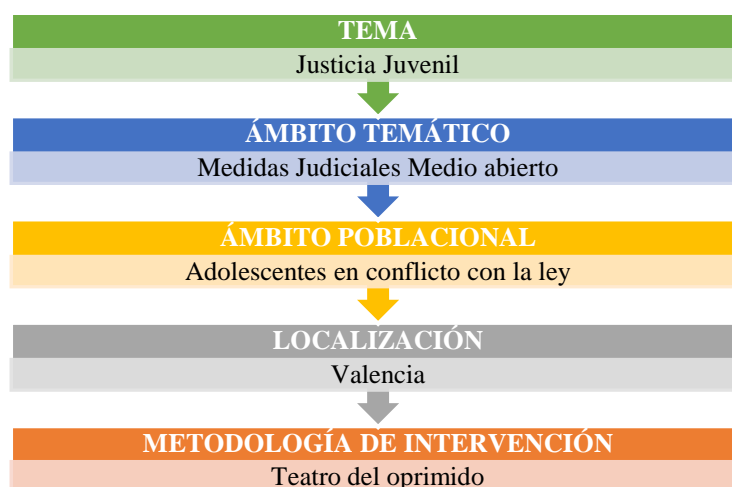 TEMA
Justicia Juvenil
ÁMBITO TEMÁTICO
Medidas Judiciales Medio abierto
ÁMBITO POBLACIONAL
Adolescentes en conflicto con la ley
LOCALIZACIÓN
Valencia
METODOLOGÍA DE INTERVENCIÓN
Teatro del oprimido